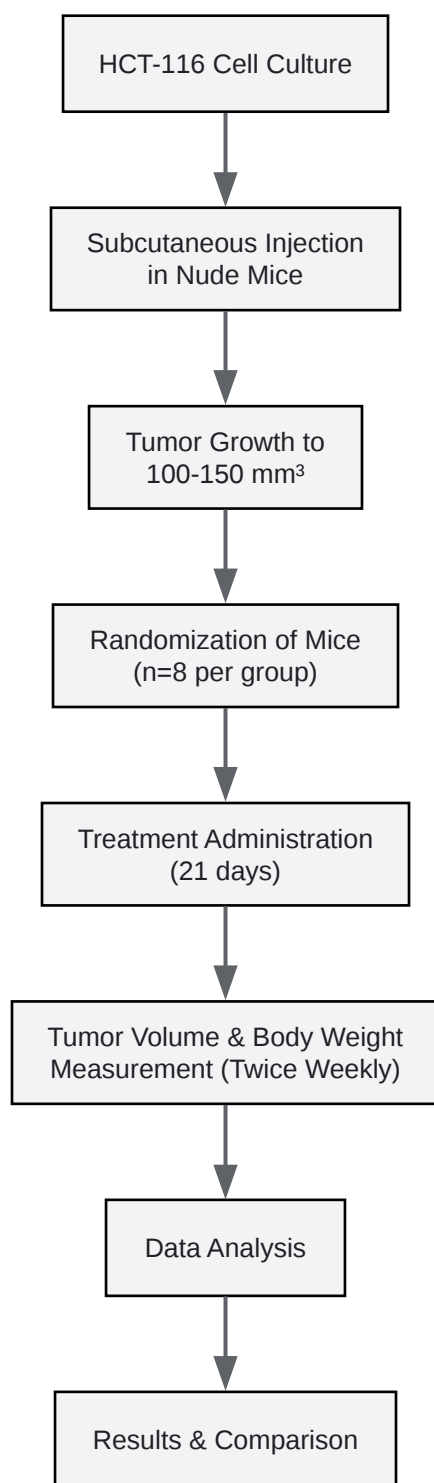 HCT-116 Cell Culture
Subcutaneous Injection
in Nude Mice
Tumor Growth to
100-150 mm³
Randomization of Mice
(n=8 per group)
Treatment Administration
(21 days)
Tumor Volume & Body Weight
Measurement (Twice Weekly)
Data Analysis
Results & Comparison